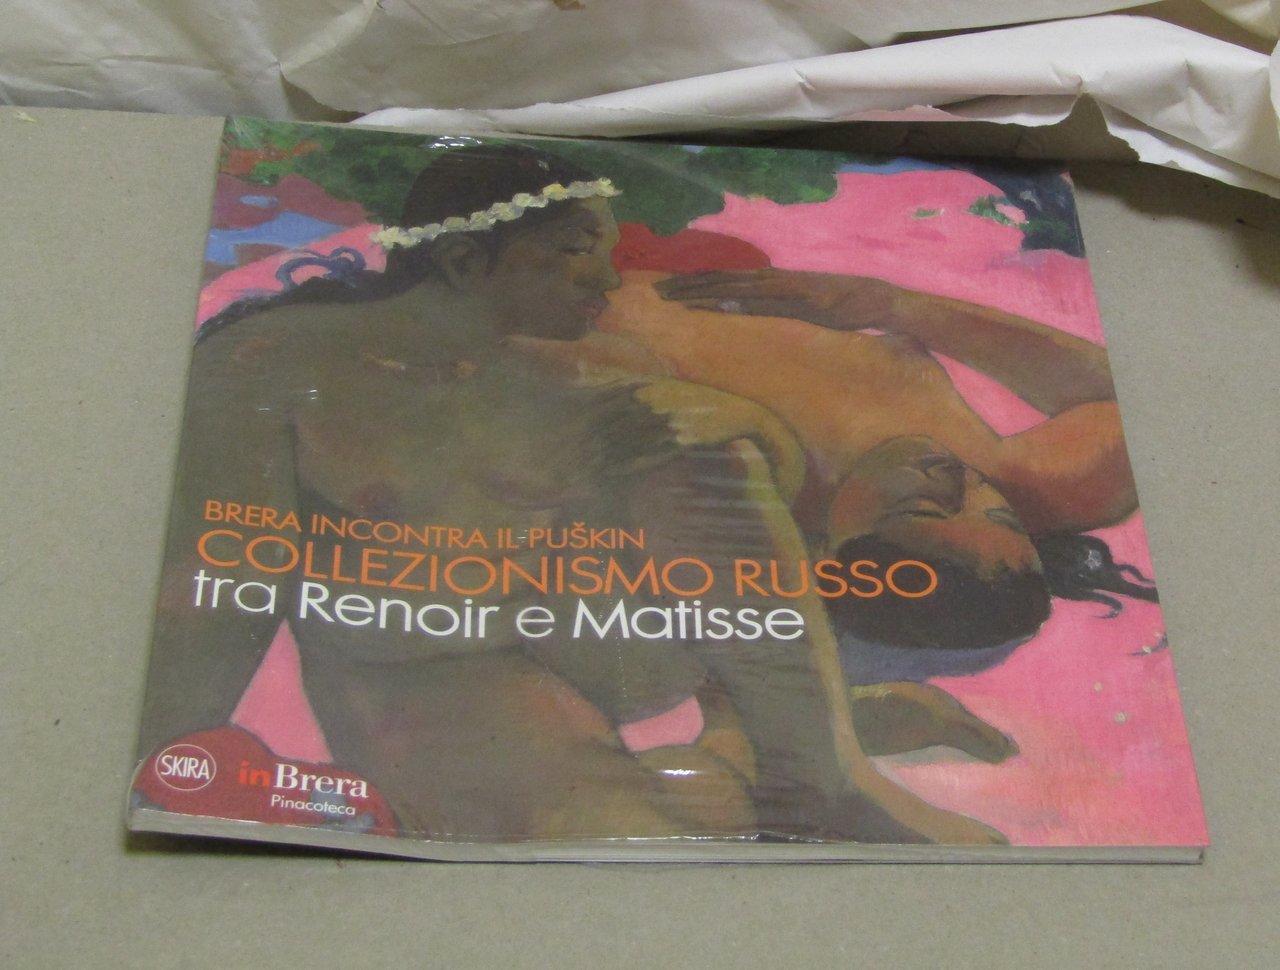 BRERA INCONTRA IL PUŠKIN
COLLEZIONISMO RUSSO
tra Renoir e Matisse
SKIRA
inBrera
Pinacoteca